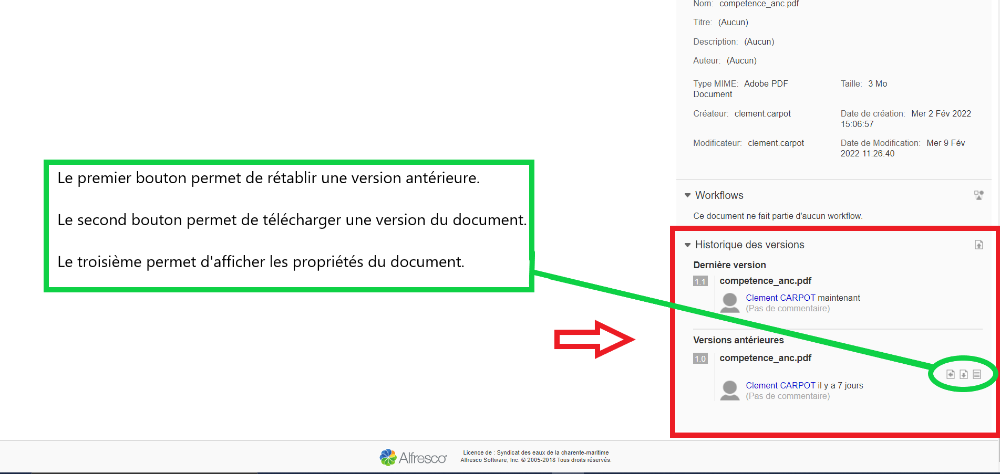 Nom: competence_anc.pdf
Titre: (Aucun)
Description: (Aucun)
Auteur: (Aucun)
Type MIME: Adobe PDF
Document
Taille: 3 Mo
Créateur: clement.carpot
Date de création: Mer 2 Fév 2022
15:06:57
Modificateur: clement.carpot
Date de Modification: Mer 9 Fév
2022 11:26:40
Le premier bouton permet de rétablir une version antérieure.
Le second bouton permet de télécharger une version du document.
Le troisième permet d'afficher les propriétés du document.
Workflows
Ce document ne fait partie d'aucun workflow.
Historique des versions
Dernière version
1.1 competence_anc.pdf
Clement CARPOT maintenant
(Pas de commentaire)
Versions antérieures
1.0 competence_anc.pdf
Clement CARPOT il y a 7 jours
(Pas de commentaire)
Alfresco
Licence de : Syndicat des eaux de la charente-maritime
Alfresco Software, Inc. © 2005-2018 Tous droits réservés.